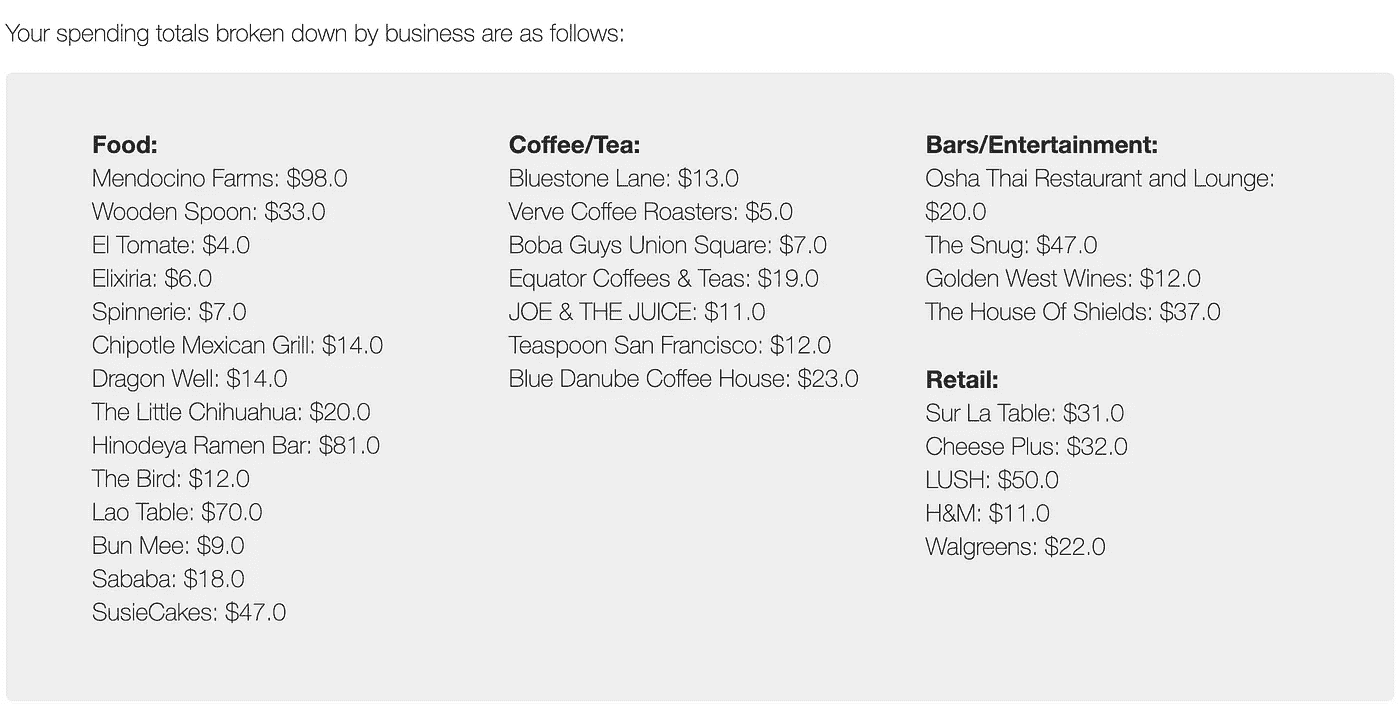 Your spending totals broken down by business are as follows:
Food:
Mendocino Farms: $98.0
Wooden Spoon: $33.0
El Tomate: $4.0
Elixiria: $6.0
Spinnerie: $7.0
Chipotle Mexican Grill: $14.0
Dragon Well: $14.0
The Little Chihuahua: $20.0
Hinodeya Ramen Bar: $81.0
The Bird: $12.0
Lao Table: $70.0
Bun Mee: $9.0
Sababa: $18.0
SusieCakes: $47.0
Coffee/Tea:
Bluestone Lane: $13.0
Verve Coffee Roasters: $5.0
Boba Guys Union Square: $7.0
Equator Coffees & Teas: $19.0
JOE & THE JUICE: $11.0
Teaspoon San Francisco: $12.0
Blue Danube Coffee House: $23.0
Bars/Entertainment:
Osha Thai Restaurant and Lounge:
$20.0
The Snug: $47.0
Golden West Wines: $12.0
The House Of Shields: $37.0
Retail:
Sur La Table: $31.0
Cheese Plus: $32.0
LUSH: $50.0
H&M: $11.0
Walgreens: $22.0